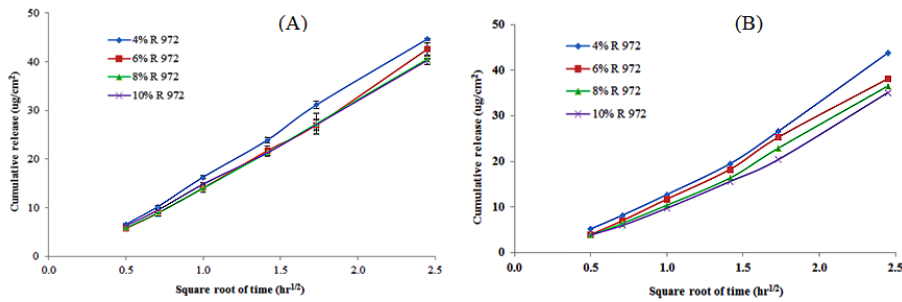 (A)
50
40
30
20
10
0
0.0 0.5 1.0 1.5 2.0 2.5
Cumulative release (ug/cm²)
Square root of time (hr¹/²)
4% R 972
6% R 972
8% R 972
10% R 972
(B)
50
40
30
20
10
0
0.0 0.5 1.0 1.5 2.0 2.5
Cumulative release (ug/cm²)
Square root of time (hr¹/²)
4% R 972
6% R 972
8% R 972
10% R 972